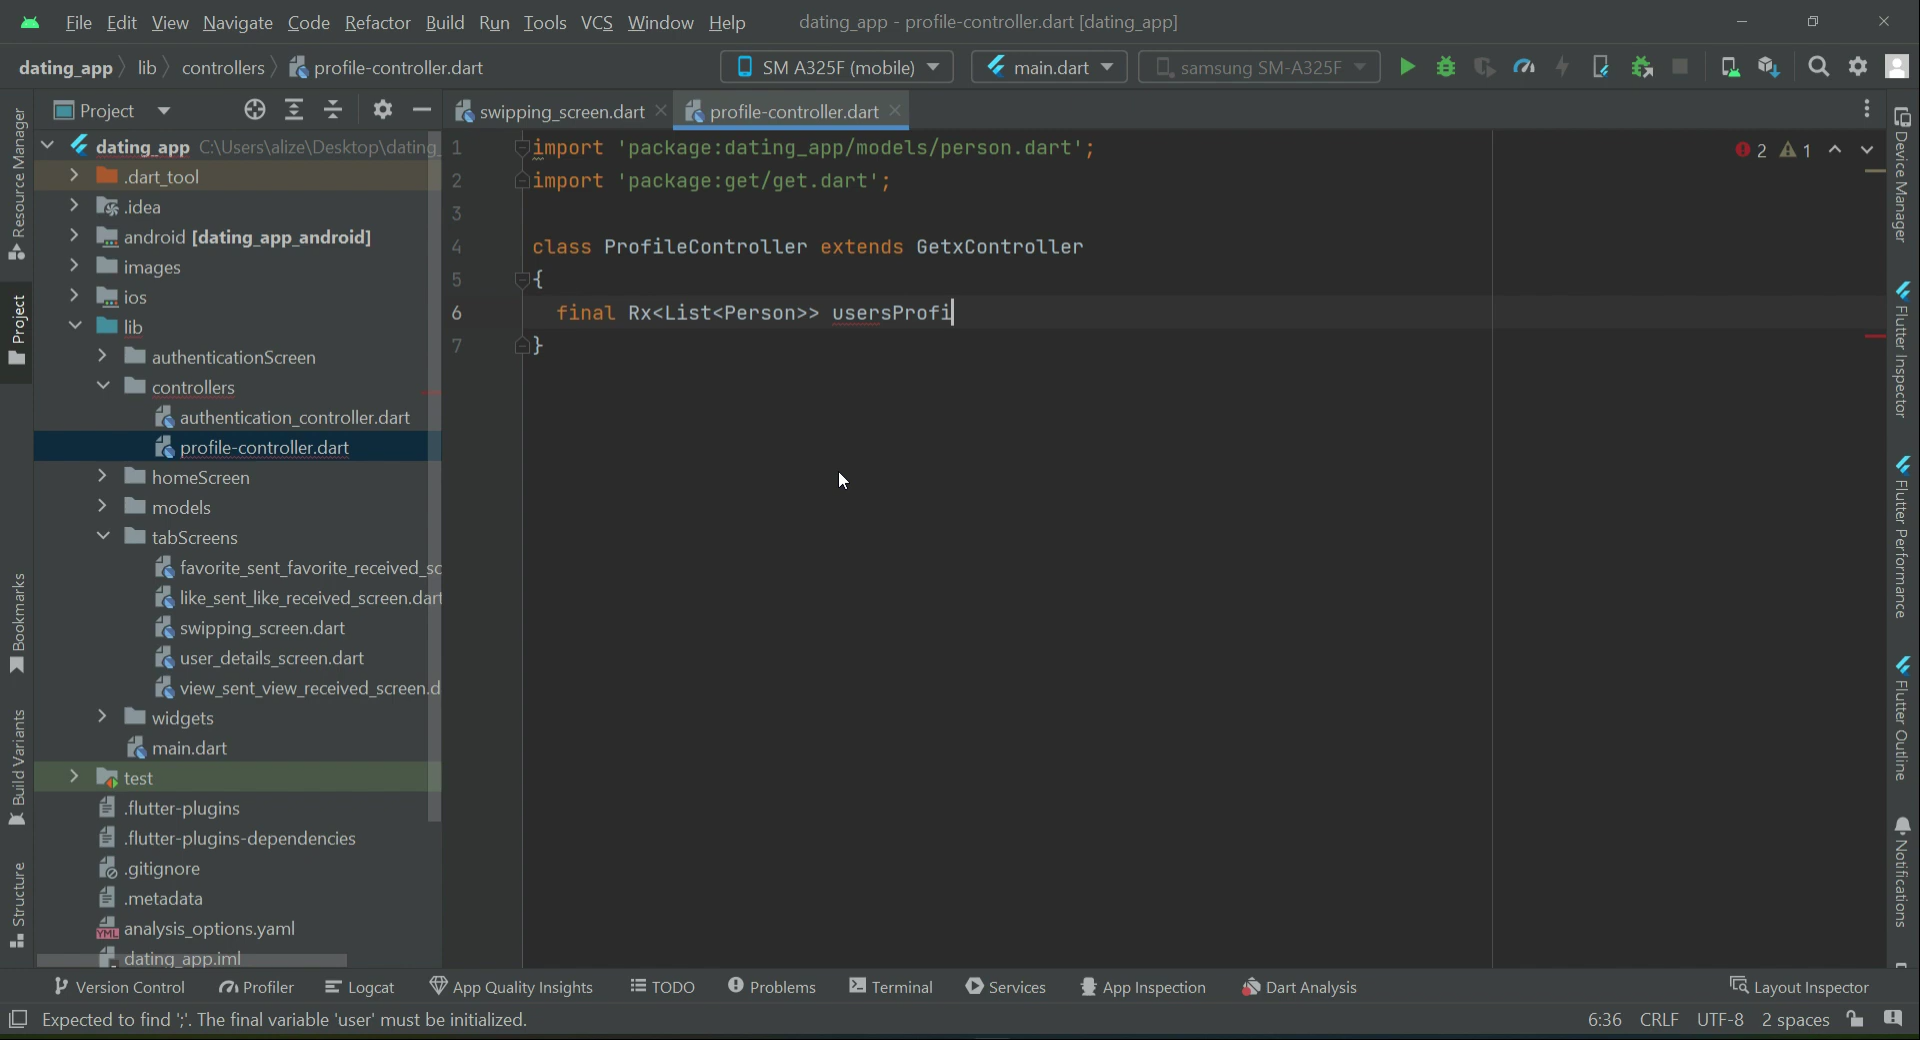 File Edit View Navigate Code Refactor Build Run Tools VCS Window Help dating_app - profile-controller.dart [dating_app]
dating_app lib controllers profile-controller.dart SM A325F (mobile) main.dart samsung SM-A325F
Project swipping_screen.dart profile-controller.dart
dating_app C:\Users\alize\Desktop\dating_
.dart_tool
.idea
android [dating_app_android]
images
ios
lib
authenticationScreen
controllers
authentication_controller.dart
profile-controller.dart
homeScreen
models
tabScreens
favorite_sent_favorite_received_sc
like_sent_like_received_screen.dart
swipping_screen.dart
user_details_screen.dart
view_sent_view_received_screen.d
widgets
main.dart
test
.flutter-plugins
.flutter-plugins-dependencies
.gitignore
.metadata
YML analysis_options.yaml
dating_app.iml
1 import 'package:dating_app/models/person.dart';
2 import 'package:get/get.dart';
3
4 class ProfileController extends GetxController
5 {
6 final Rx<List<Person>> usersProfi
7 }
2 1
Resource Manager
Project
Bookmarks
Build Variants
Structure
Device Manager
Flutter Inspector
Flutter Performance
Flutter Outline
Notifications
Version Control Profiler Logcat App Quality Insights TODO Problems Terminal Services App Inspection Dart Analysis Layout Inspector
Expected to find ';'. The final variable 'user' must be initialized. 6:36 CRLF UTF-8 2 spaces